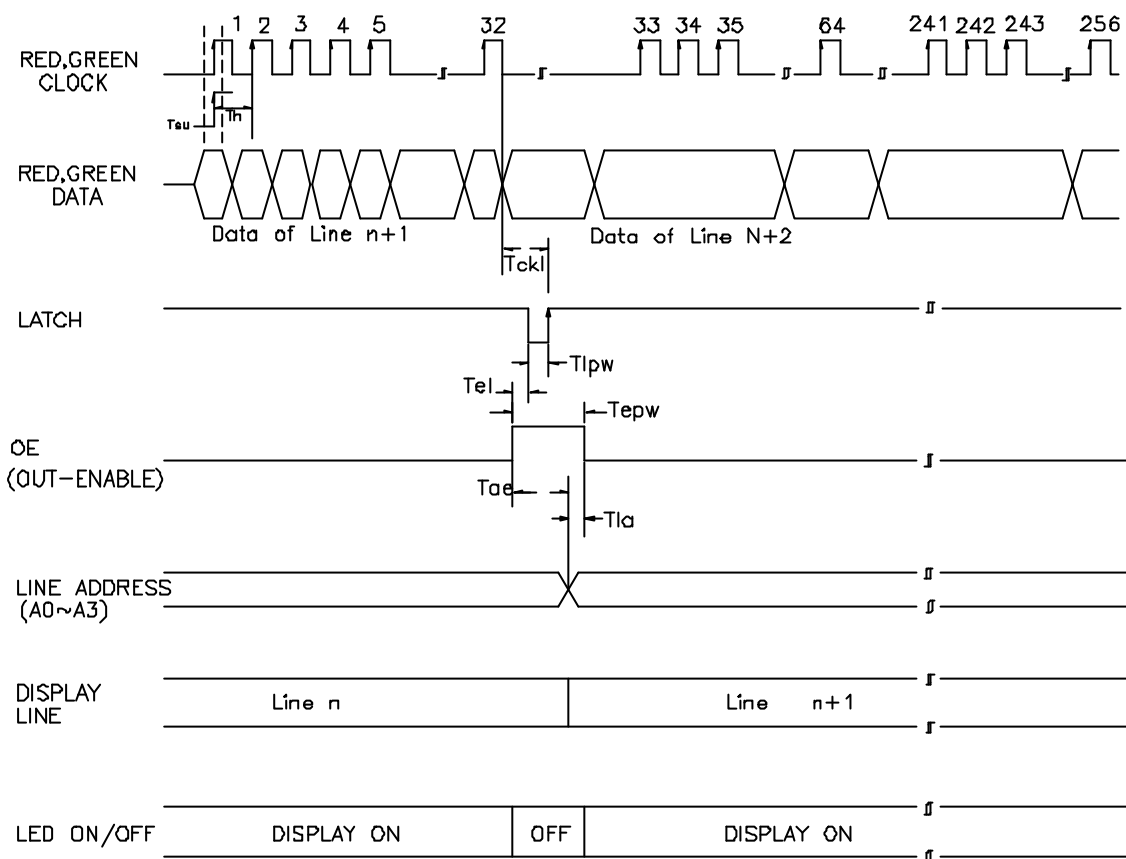 1 2 3 4 5 32 33 34 35 64 241 242 243 256
RED,GREEN
CLOCK
Tsu
Th
RED,GREEN
DATA
Data of Line n+1
Data of Line N+2
Tckl
LATCH
Tlpw
Tel
Tepw
OE
(OUT-ENABLE)
Tae
Tla
LINE ADDRESS
(A0~A3)
DISPLAY
LINE
Line n
Line n+1
LED ON/OFF
DISPLAY ON
OFF
DISPLAY ON